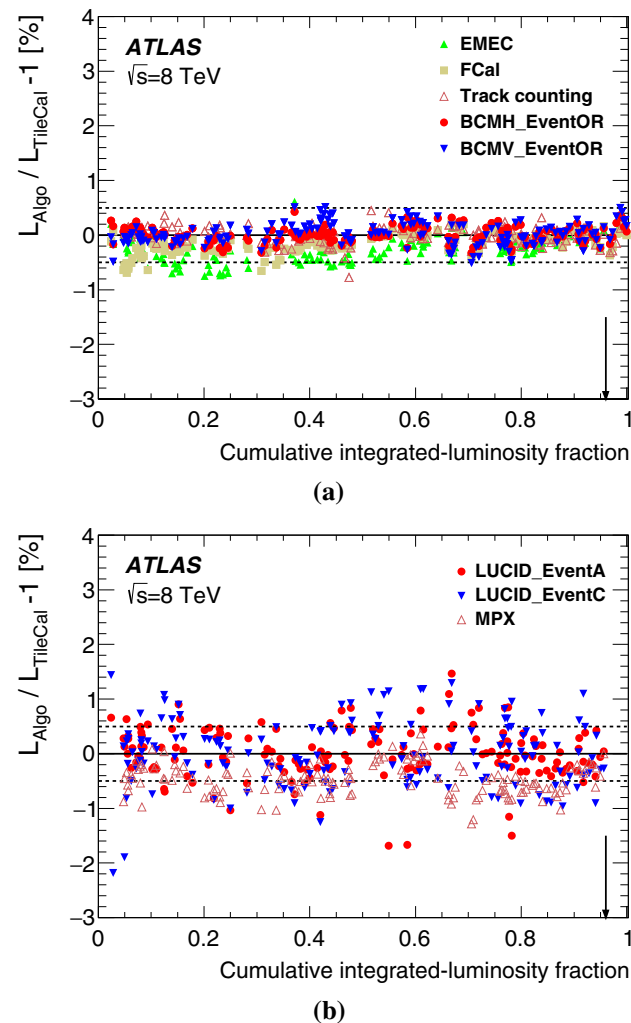 L_Algo / L_TileCal -1 [%]
4
3
2
1
0
−1
−2
−3
ATLAS
√s=8 TeV
EMEC
FCal
Track counting
BCMH_EventOR
BCMV_EventOR
0 0.2 0.4 0.6 0.8 1
Cumulative integrated-luminosity fraction
(a)
L_Algo / L_TileCal -1 [%]
4
3
2
1
0
−1
−2
−3
ATLAS
√s=8 TeV
LUCID_EventA
LUCID_EventC
MPX
0 0.2 0.4 0.6 0.8 1
Cumulative integrated-luminosity fraction
(b)